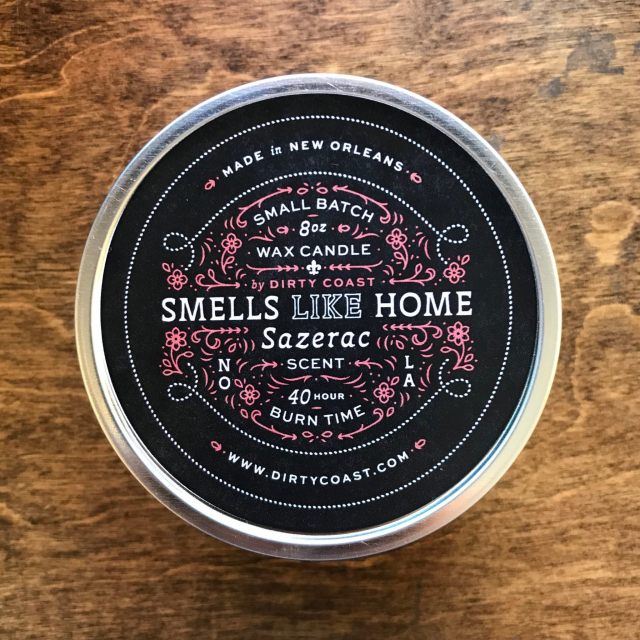 MADE in NEW ORLEANS
SMALL BATCH
8oz
WAX CANDLE
by DIRTY COAST
SMELLS LIKE HOME
Sazerac
SCENT
NO LA
40 HOUR
BURN TIME
WWW.DIRTYCOAST.COM